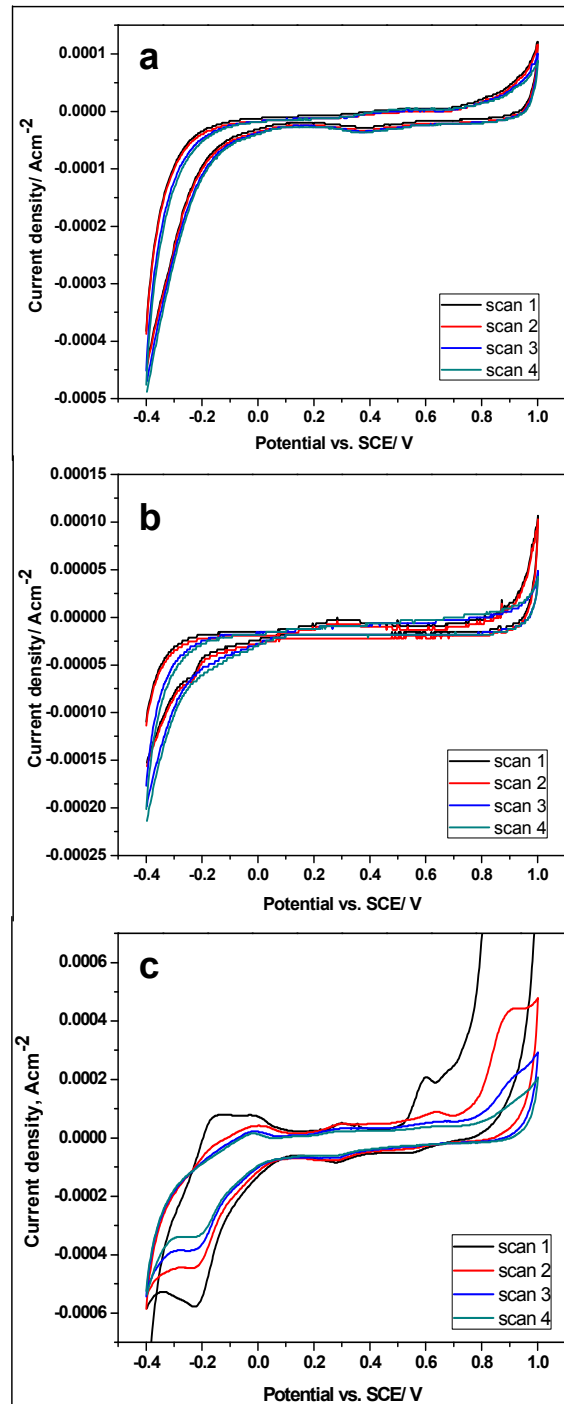 a
0.0001
0.0000
-0.0001
-0.0002
-0.0003
-0.0004
-0.0005
Current density/ Acm-2
scan 1
scan 2
scan 3
scan 4
-0.4 -0.2 0.0 0.2 0.4 0.6 0.8 1.0
Potential vs. SCE/ V
b
0.00015
0.00010
0.00005
0.00000
-0.00005
-0.00010
-0.00015
-0.00020
-0.00025
Current density/ Acm-2
scan 1
scan 2
scan 3
scan 4
-0.4 -0.2 0.0 0.2 0.4 0.6 0.8 1.0
Potential vs. SCE/ V
c
0.0006
0.0004
0.0002
0.0000
-0.0002
-0.0004
-0.0006
Current density, Acm-2
scan 1
scan 2
scan 3
scan 4
-0.4 -0.2 0.0 0.2 0.4 0.6 0.8 1.0
Potential vs. SCE/ V